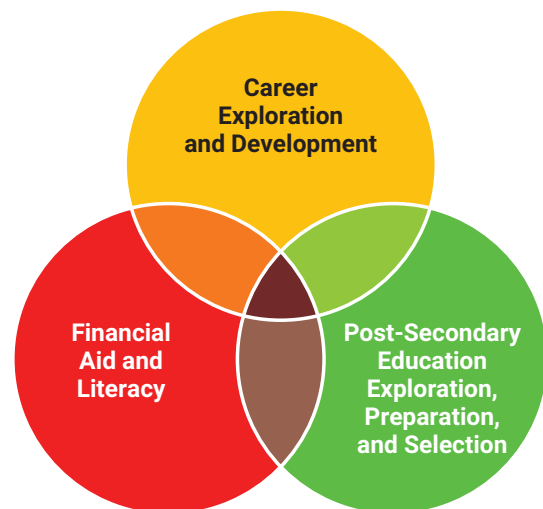 Career
Exploration
and Development
Financial
Aid and
Literacy
Post-Secondary
Education
Exploration,
Preparation,
and Selection